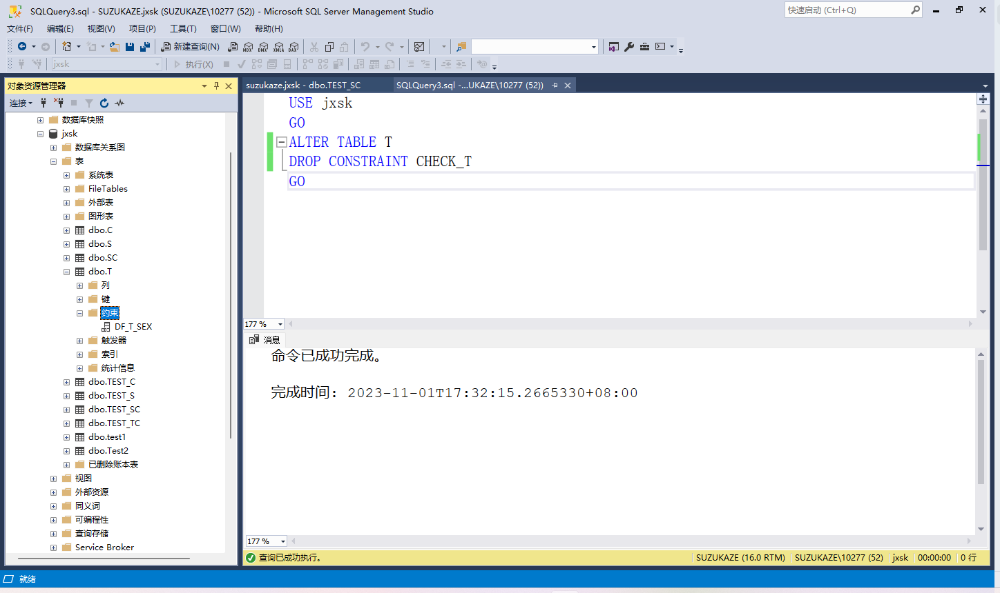 SQLQuery3.sql - SUZUKAZE.jxsk (SUZUKAZE\10277 (52)) - Microsoft SQL Server Management Studio
快速启动 (Ctrl+Q)
文件(F) 编辑(E) 视图(V) 项目(P) 工具(T) 窗口(W) 帮助(H)
新建查询(N) MDX DMX XMLA DAX
jxsk 执行(X)
对象资源管理器
连接
数据库快照
jxsk
数据库关系图
表
系统表
FileTables
外部表
图形表
dbo.C
dbo.S
dbo.SC
dbo.T
列
键
约束
DF_T_SEX
触发器
索引
统计信息
dbo.TEST_C
dbo.TEST_S
dbo.TEST_SC
dbo.TEST_TC
dbo.test1
dbo.Test2
已删除账本表
视图
外部资源
同义词
可编程性
查询存储
Service Broker
suzukaze.jxsk - dbo.TEST_SC
SQLQuery3.sql -...UKAZE\10277 (52))
USE jxsk
GO
ALTER TABLE T
DROP CONSTRAINT CHECK_T
GO
177 %
消息
命令已成功完成。
完成时间: 2023-11-01T17:32:15.2665330+08:00
177 %
查询已成功执行。
SUZUKAZE (16.0 RTM) SUZUKAZE\10277 (52) jxsk 00:00:00 0 行
就绪